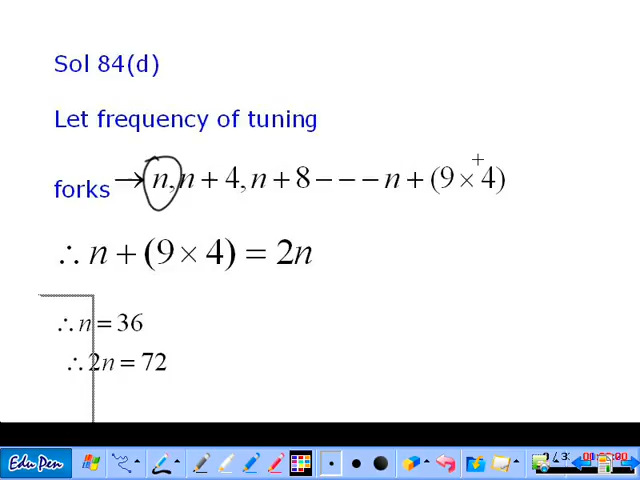 Sol 84(d)
Let frequency of tuning
forks → n, n + 4, n + 8 − − − n + (9 × 4)
∴ n + (9 × 4) = 2n
∴ n = 36
∴ 2n = 72
Edu Pen